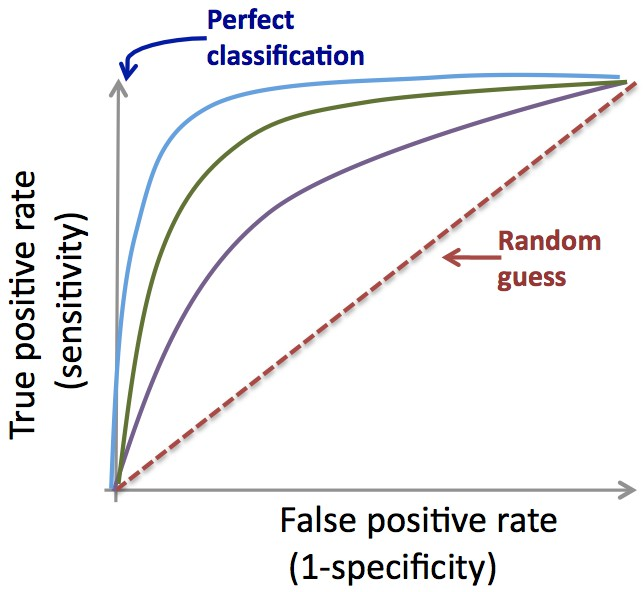 Perfect
classification
True positive rate
(sensitivity)
Random
guess
False positive rate
(1-specificity)